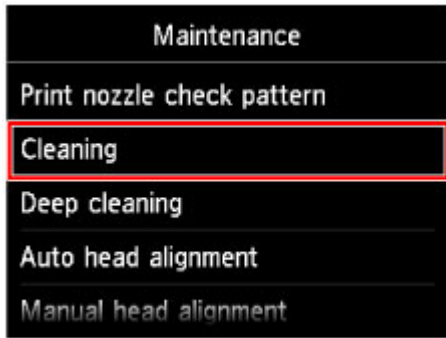 Maintenance
Print nozzle check pattern
Cleaning
Deep cleaning
Auto head alignment
Manual head alignment